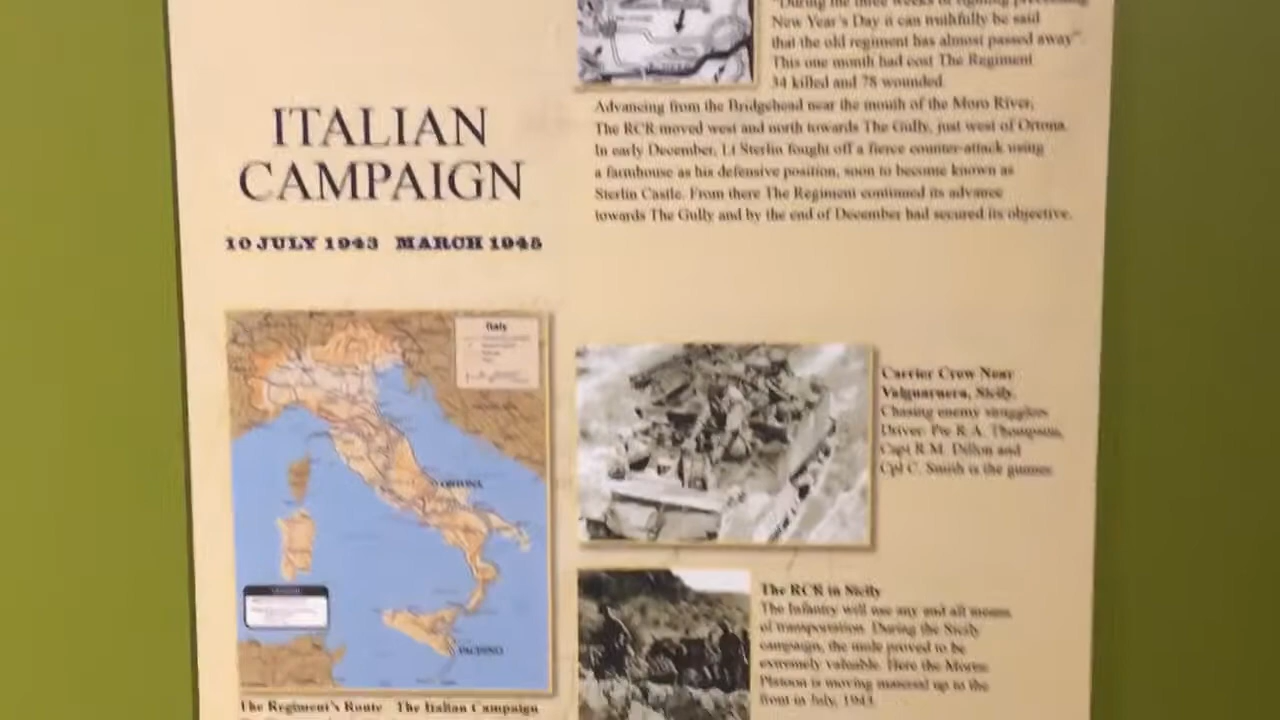 "During the three weeks of fighting preceding
New Year's Day it can truthfully be said
that the old regiment has almost passed away".
This one month had cost The Regiment
34 killed and 78 wounded.
Advancing from the Bridgehead near the mouth of the Moro River,
The RCR moved west and north towards The Gully, just west of Ortona.
In early December, Lt Sterlin fought off a fierce counter-attack using
a farmhouse as his defensive position, soon to become known as
Sterlin Castle. From there The Regiment continued its advance
towards The Gully and by the end of December had secured its objective.
ITALIAN
CAMPAIGN
10 JULY 1943 MARCH 1945
Italy
ORTONA
PACHINO
The Regiment's Route The Italian Campaign
Carrier Crew Near
Valguarnera, Sicily.
Chasing enemy stragglers
Driver: Pte R.A. Thompson,
Capt R.M. Dillon and
Cpl C. Smith is the gunner.
The RCR in Sicily
The Infantry will use any and all means
of transportation. During the Sicily
campaign, the mule proved to be
extremely valuable. Here the Mortar
Platoon is moving material up to the
front in July, 1943.